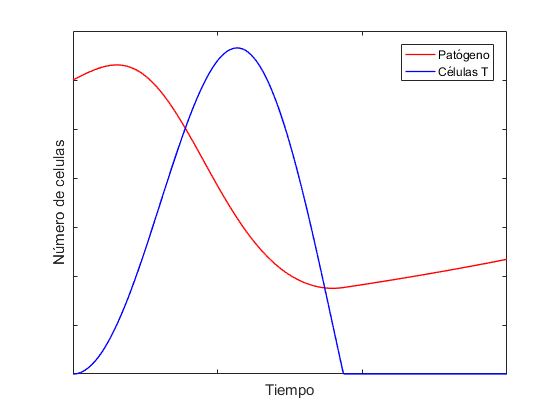 Patógeno
Células T
Número de celulas
Tiempo